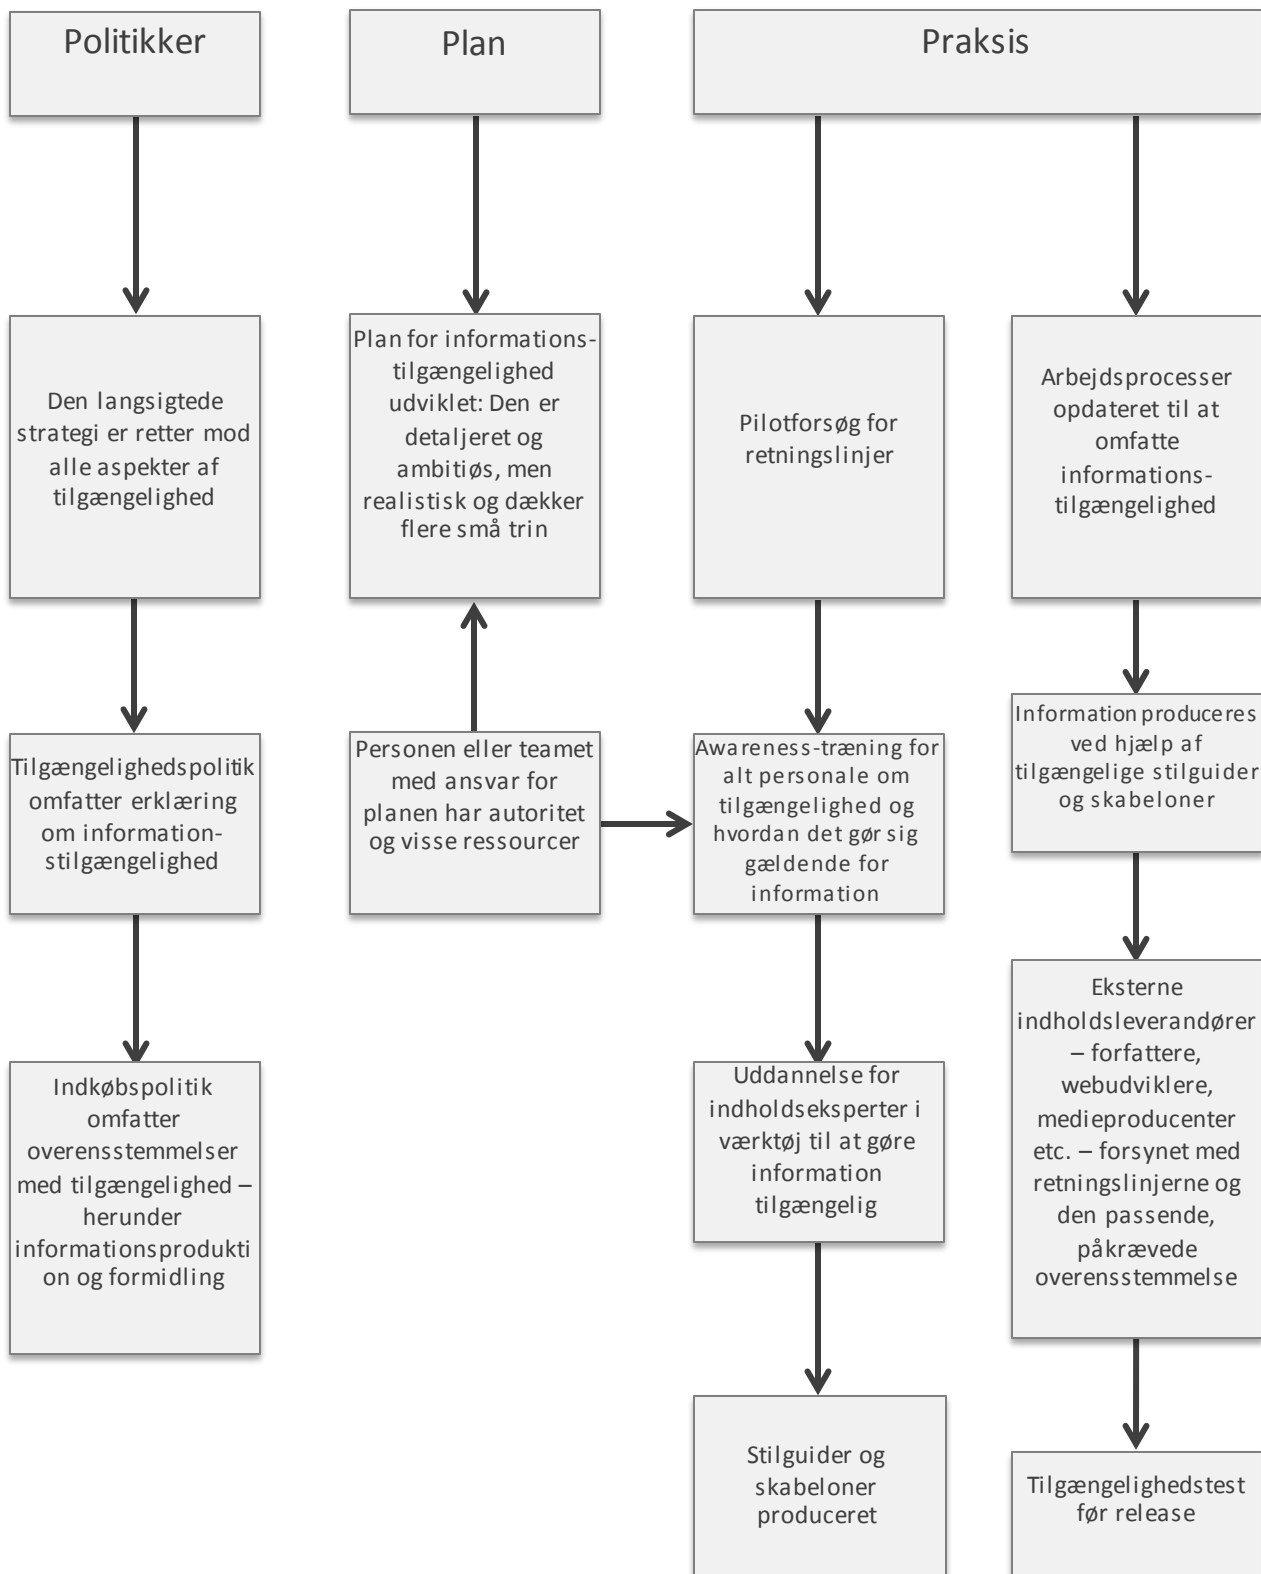 Politikker
Plan
Praksis
Den langsigtede
strategi er retter mod
alle aspekter af
tilgængelighed
Tilgængelighedspolitik
omfatter erklæring
om information-
stilgængelighed
Indkøbspolitik
omfatter
overensstemmelser
med tilgængelighed –
herunder
informationsprodukti
on og formidling
Plan for informations-
tilgængelighed
udviklet: Den er
detaljeret og
ambitiøs, men
realistisk og dækker
flere små trin
Personen eller teamet
med ansvar for
planen har autoritet
og visse ressourcer
Pilotforsøg for
retningslinjer
Awareness-træning for
alt personale om
tilgængelighed og
hvordan det gør sig
gældende for
information
Uddannelse for
indholdseksperter i
værktøj til at gøre
information
tilgængelig
Stilguider og
skabeloner
produceret
Arbejdsprocesser
opdateret til at
omfatte
informations-
tilgængelighed
Information produceres
ved hjælp af
tilgængelige stilguider
og skabeloner
Eksterne
indholdsleverandører
– forfattere,
webudviklere,
medieproducenter
etc. – forsynet med
retningslinjerne og
den passende,
påkrævede
overensstemmelse
Tilgængelighedstest
før release